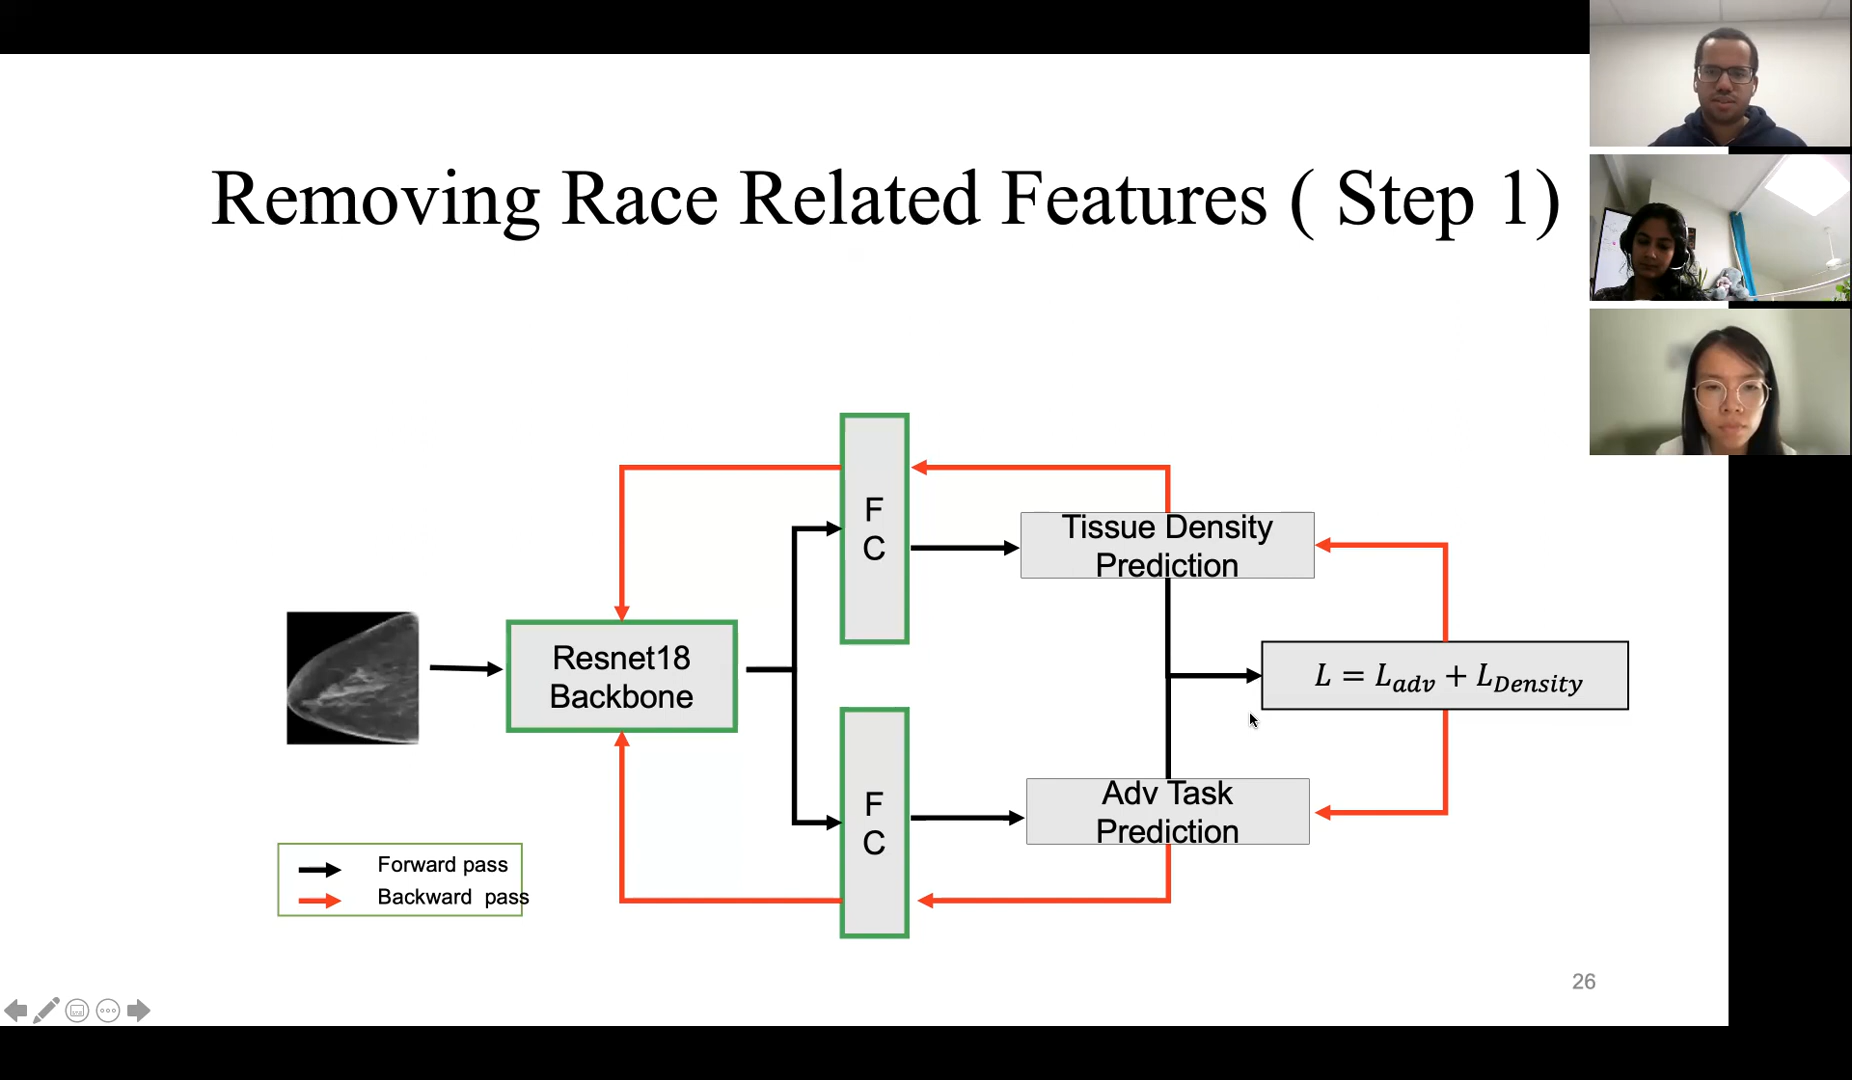 Removing Race Related Features ( Step 1)
F
C
Tissue Density
Prediction
Resnet18
Backbone
L = L_adv + L_Density
F
C
Adv Task
Prediction
Forward pass
Backward pass
26